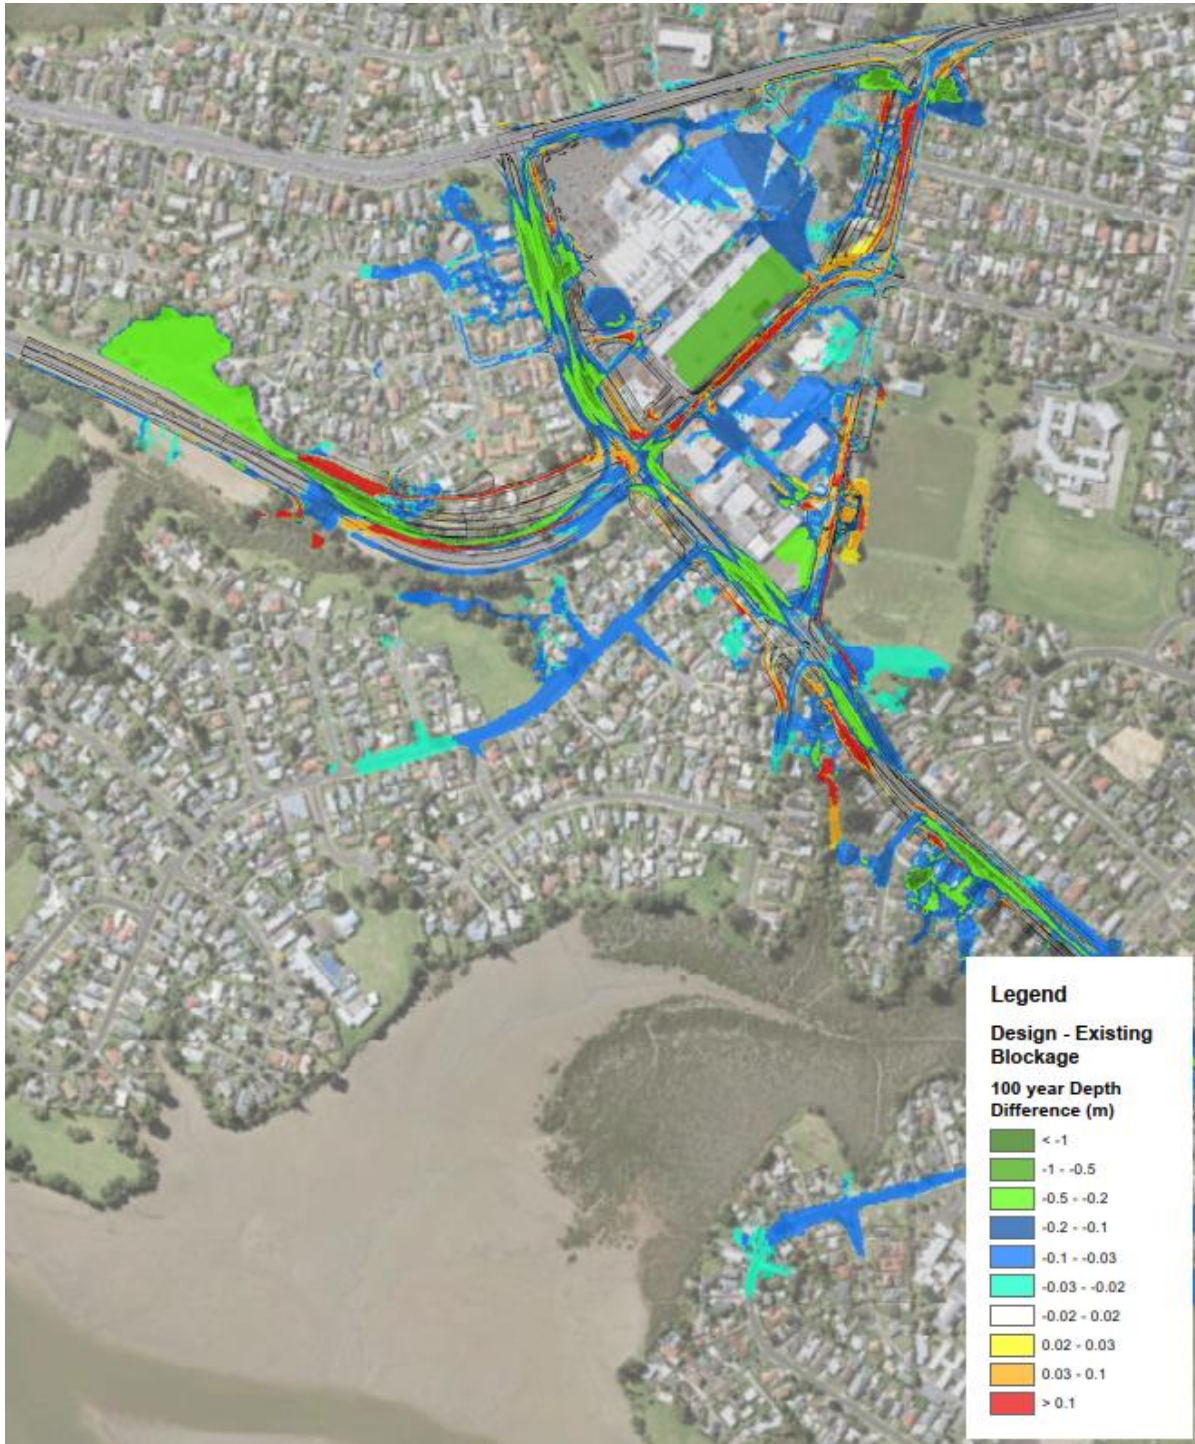 Legend
Design - Existing
Blockage
100 year Depth
Difference (m)
< -1
-1 - -0.5
-0.5 - -0.2
-0.2 - -0.1
-0.1 - -0.03
-0.03 - -0.02
-0.02 - 0.02
0.02 - 0.03
0.03 - 0.1
> 0.1